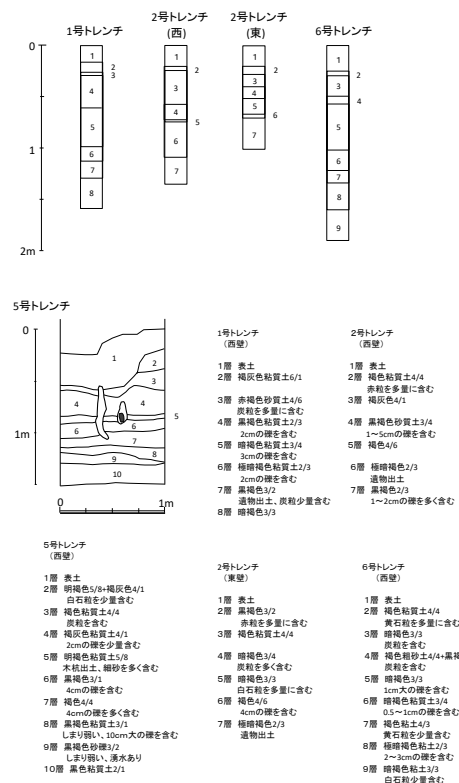 1号トレンチ
2号トレンチ
(西)
2号トレンチ
(東)
6号トレンチ
0
1
2m
1
2
3
4
5
6
7
8
1
2
3
4
5
6
7
1
2
3
4
5
6
7
1
2
3
4
5
6
7
8
9
5号トレンチ
0
1m
1
2
3
4
4
5
6
6
7
8
9
10
0
1m
1号トレンチ
(西壁)
1層 表土
2層 褐灰色粘質土6/1
3層 赤褐色砂質土4/6
炭粒を多量に含む
4層 黒褐色粘質土2/3
2cmの礫を含む
5層 暗褐色粘質土3/4
3cmの礫を含む
6層 極暗褐色粘質土2/3
2cmの礫を含む
7層 黒褐色3/2
遺物出土、炭粒少量含む
8層 暗褐色3/3
2号トレンチ
(西壁)
1層 表土
2層 褐色粘質土4/4
赤粒を多量に含む
3層 褐灰色4/1
4層 黒褐色砂質土3/4
1～5cmの礫を含む
5層 褐色4/6
6層 極暗褐色2/3
遺物出土
7層 黒褐色2/3
1～2cmの礫を多く含む
5号トレンチ
(西壁)
1層 表土
2層 明褐色5/8+褐灰色4/1
白石粒を少量含む
3層 褐色粘質土4/4
炭粒を含む
4層 褐灰色粘質土4/1
2cmの礫を少量含む
5層 明褐色粘質土5/8
木杭出土、細砂を多く含む
6層 黒褐色3/1
4cmの礫を含む
7層 褐色4/4
4cmの礫を多く含む
8層 黒褐色粘質土3/1
しまり弱い、10cm大の礫を含む
9層 黒褐色砂礫3/2
しまり弱い、湧水あり
10層 黒色粘質土2/1
2号トレンチ
(東壁)
1層 表土
2層 黒褐色3/2
赤粒を多量に含む
3層 褐色粘質土4/4
4層 暗褐色3/4
炭粒を多く含む
5層 暗褐色3/3
白石粒を多量に含む
6層 褐色4/6
4cmの礫を含む
7層 極暗褐色2/3
遺物出土
6号トレンチ
(西壁)
1層 表土
2層 褐色粘質土4/4
黄石粒を多量に含む
3層 暗褐色3/3
炭粒を含む
4層 褐色粗砂土4/4+黒褐
炭粒を含む
5層 暗褐色3/3
1cm大の礫を含む
6層 暗褐色粘質土3/4
0.5～1cmの礫を含む
7層 褐色粘土4/3
黄石粒を少量含む
8層 極暗褐色粘土2/3
2～3cmの礫を含む
9層 暗褐色粘土3/3
白石粒少量含む